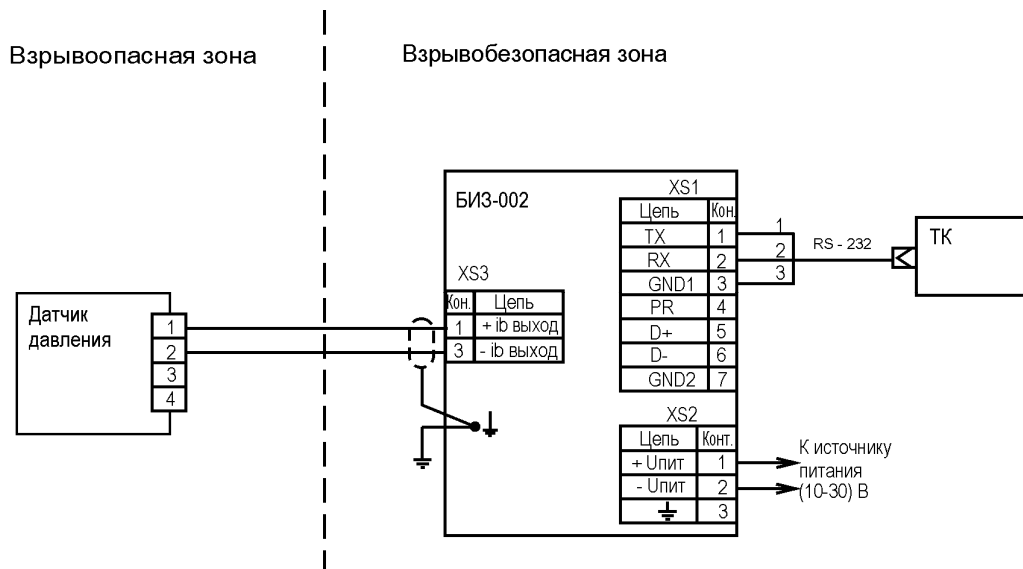 Взрывоопасная зона
Взрывобезопасная зона
БИЗ-002
XS1
Цепь Кон.
TX 1
RX 2
GND1 3
PR 4
D+ 5
D- 6
GND2 7
1
2
3
RS - 232
ТК
XS3
Кон. Цепь
1 + ib выход
3 - ib выход
Датчик
давления
1
2
3
4
XS2
Цепь Конт.
+ Uпит 1
- Uпит 2
3
К источнику
питания
(10-30) В